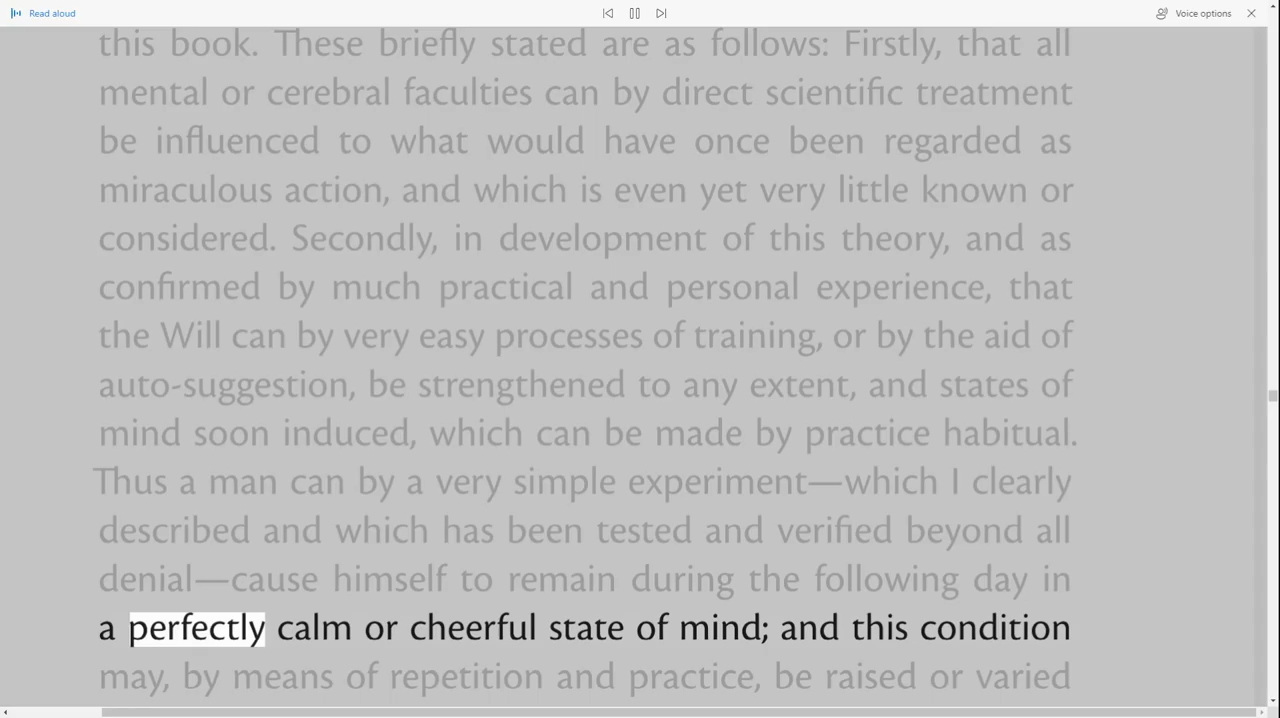 Read aloud
Voice options
this book. These briefly stated are as follows: Firstly, that all
mental or cerebral faculties can by direct scientific treatment
be influenced to what would have once been regarded as
miraculous action, and which is even yet very little known or
considered. Secondly, in development of this theory, and as
confirmed by much practical and personal experience, that
the Will can by very easy processes of training, or by the aid of
auto-suggestion, be strengthened to any extent, and states of
mind soon induced, which can be made by practice habitual.
Thus a man can by a very simple experiment—which I clearly
described and which has been tested and verified beyond all
denial—cause himself to remain during the following day in
a perfectly calm or cheerful state of mind; and this condition
may, by means of repetition and practice, be raised or varied